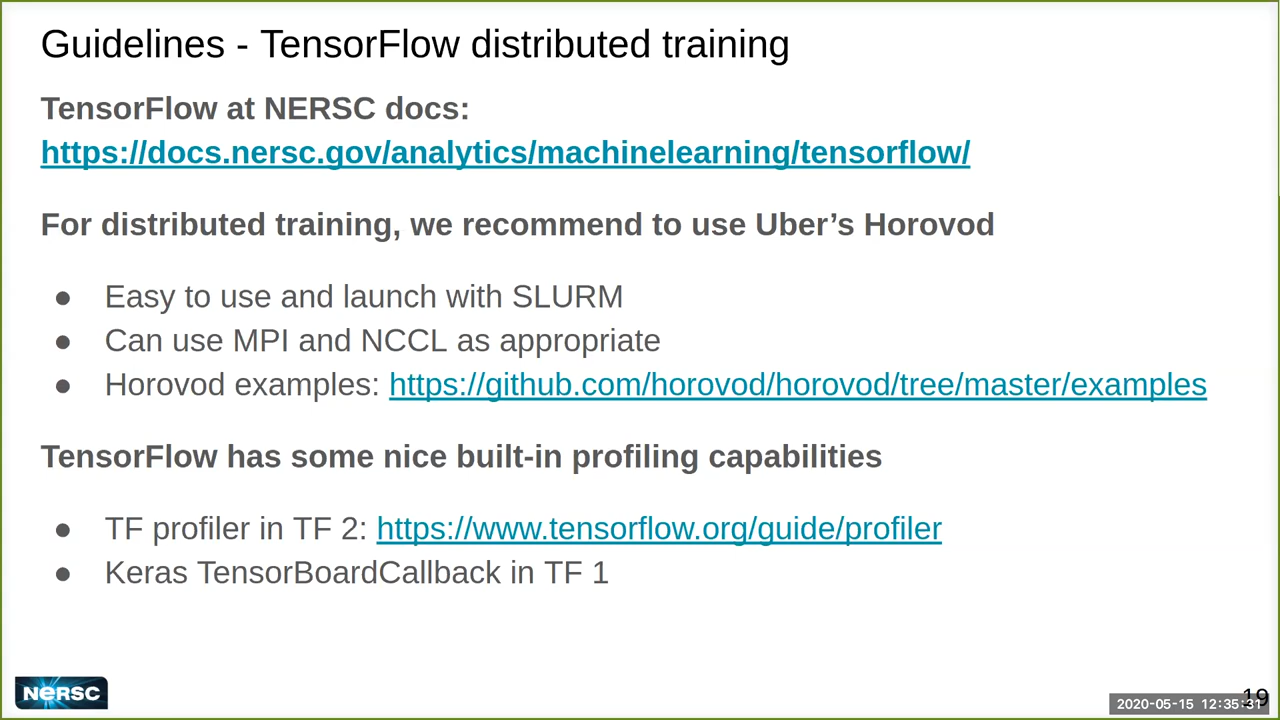 Guidelines - TensorFlow distributed training
TensorFlow at NERSC docs:
https://docs.nersc.gov/analytics/machinelearning/tensorflow/
For distributed training, we recommend to use Uber’s Horovod
● Easy to use and launch with SLURM
● Can use MPI and NCCL as appropriate
● Horovod examples: https://github.com/horovod/horovod/tree/master/examples
TensorFlow has some nice built-in profiling capabilities
● TF profiler in TF 2: https://www.tensorflow.org/guide/profiler
● Keras TensorBoardCallback in TF 1
NERSC
19
2020-05-15 12:35:31